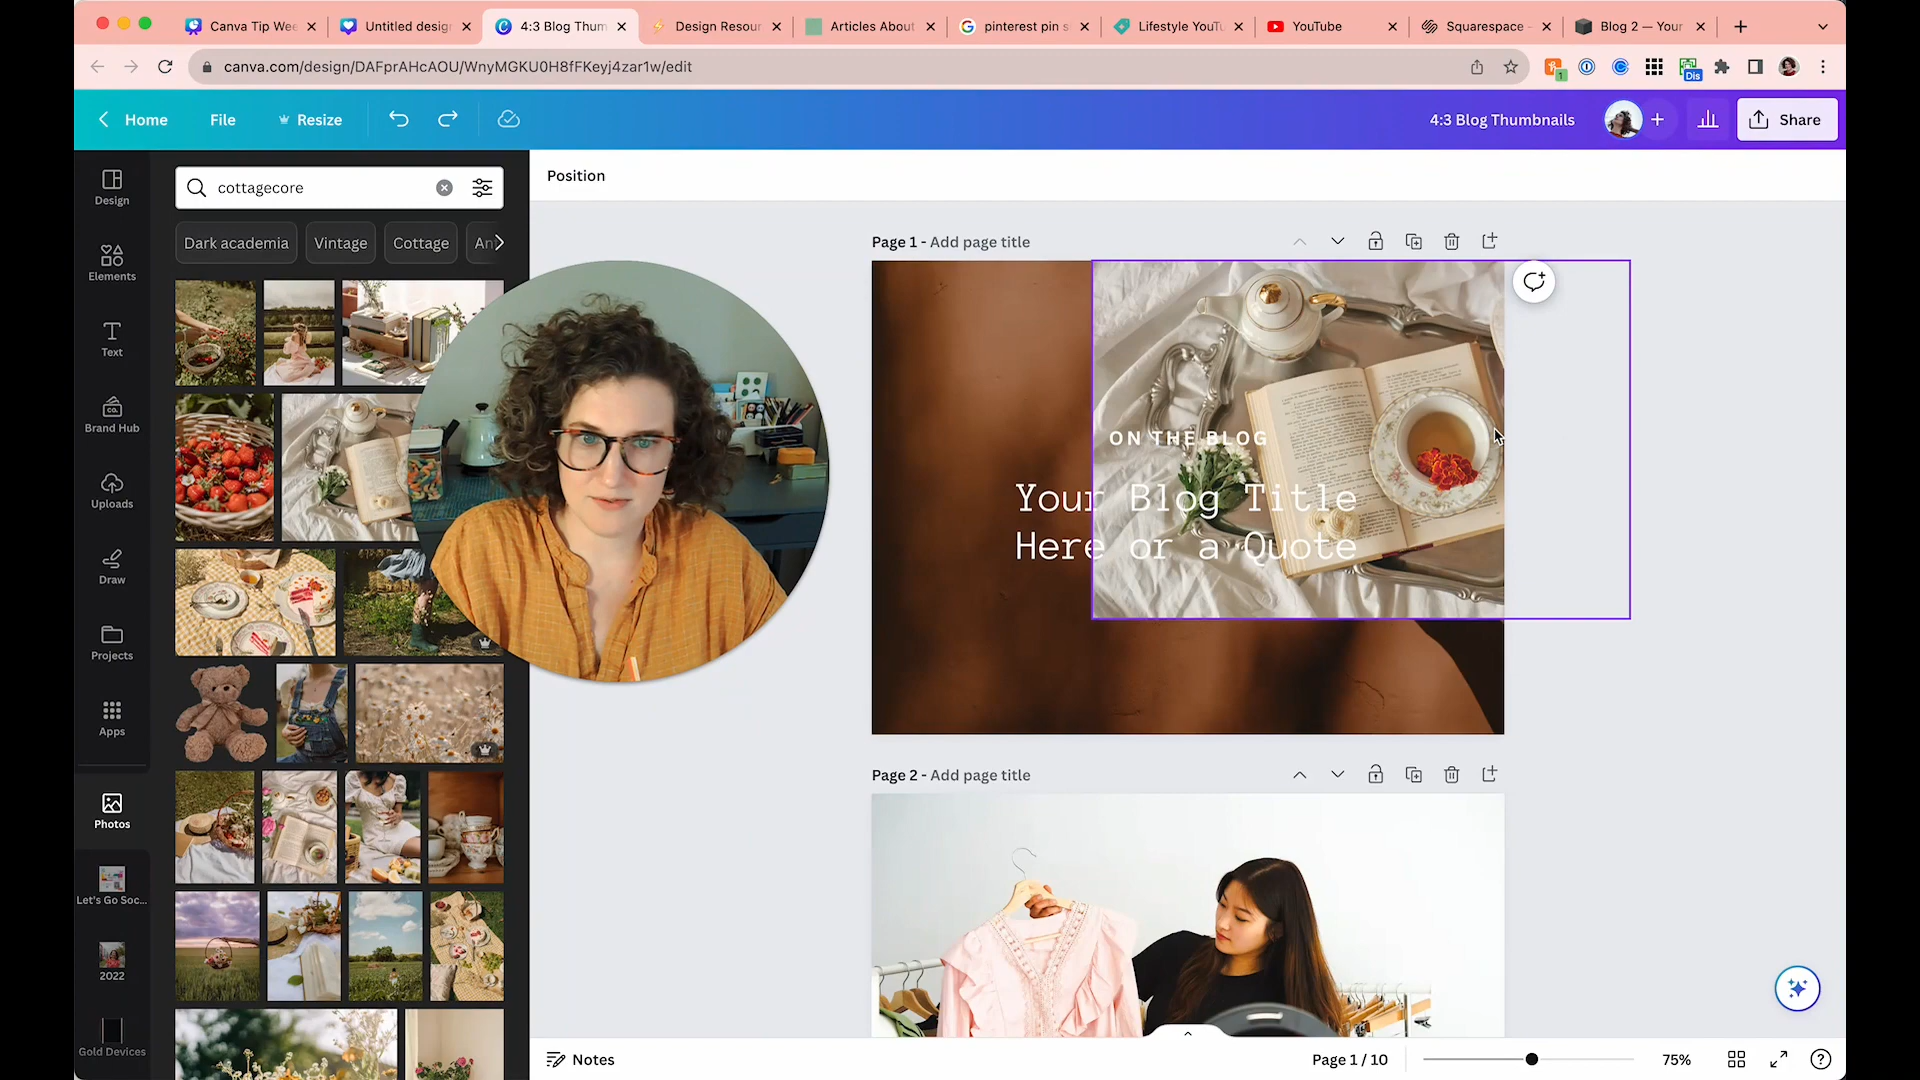 Canva Tip Wee
Untitled desig
4:3 Blog Thum
Design Resour
Articles About
pinterest pin s
Lifestyle YouTu
YouTube
Squarespace -
Blog 2 — Your
canva.com/design/DAFprAHcAOU/WnyMGKU0H8fFKeyj4zar1w/edit
1
Dis
Home
File
Resize
4:3 Blog Thumbnails
Share
Design
Elements
Text
Brand Hub
Uploads
Draw
Projects
Apps
Photos
Let's Go Soc...
2022
Gold Devices
cottagecore
Dark academia
Vintage
Cottage
An
Position
Page 1 - Add page title
ON THE BLOG
Your Blog Title
Here or a Quote
Page 2 - Add page title
Notes
Page 1 / 10
75%